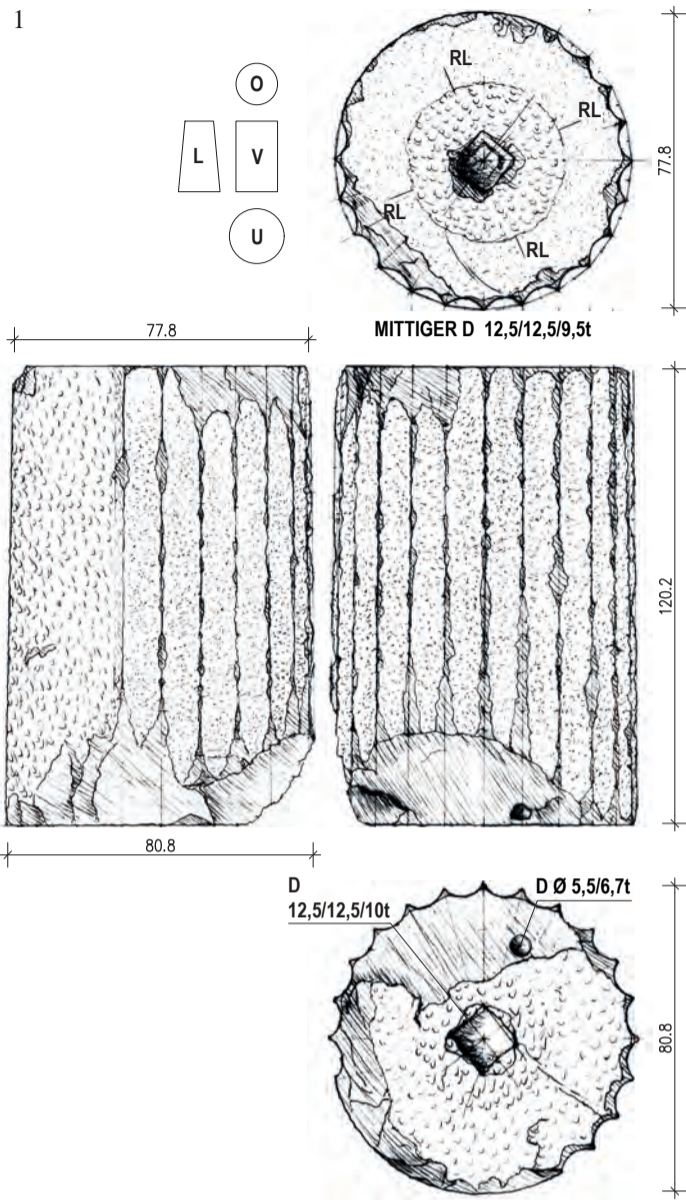 1
O
L V
U
RL
RL
RL
RL
77.8
MITTIGER D 12,5/12,5/9,5t
77.8
120.2
80.8
D
12,5/12,5/10t
D Ø 5,5/6,7t
80.8